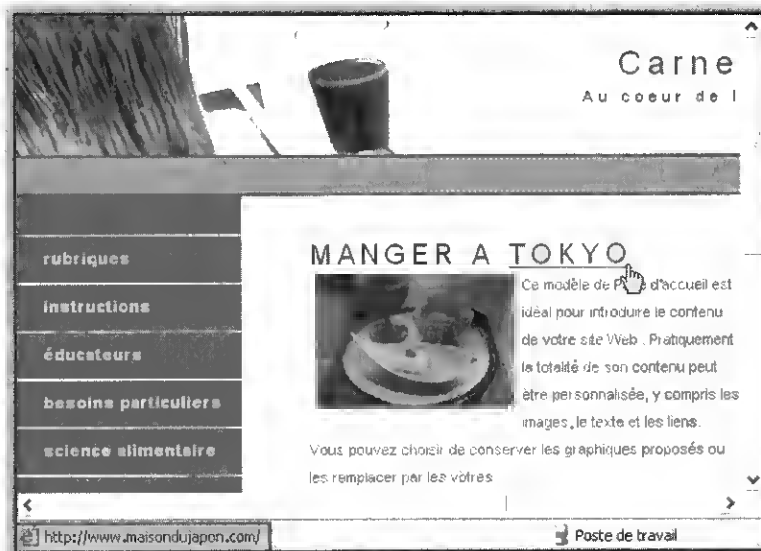 Carne
Au coeur de l
rubriques
instructions
éducateurs
besoins particuliers
science alimentaire
MANGER A TOKYO
Ce modèle de d'accueil est
idéal pour introduire le contenu
de votre site Web . Pratiquement
la totalité de son contenu peut
être personnalisée, y compris les
images, le texte et les liens.
Vous pouvez choisir de conserver les graphiques proposés ou
les remplacer par les vôtres
http://www.maisondujapon.com/
Poste de travail